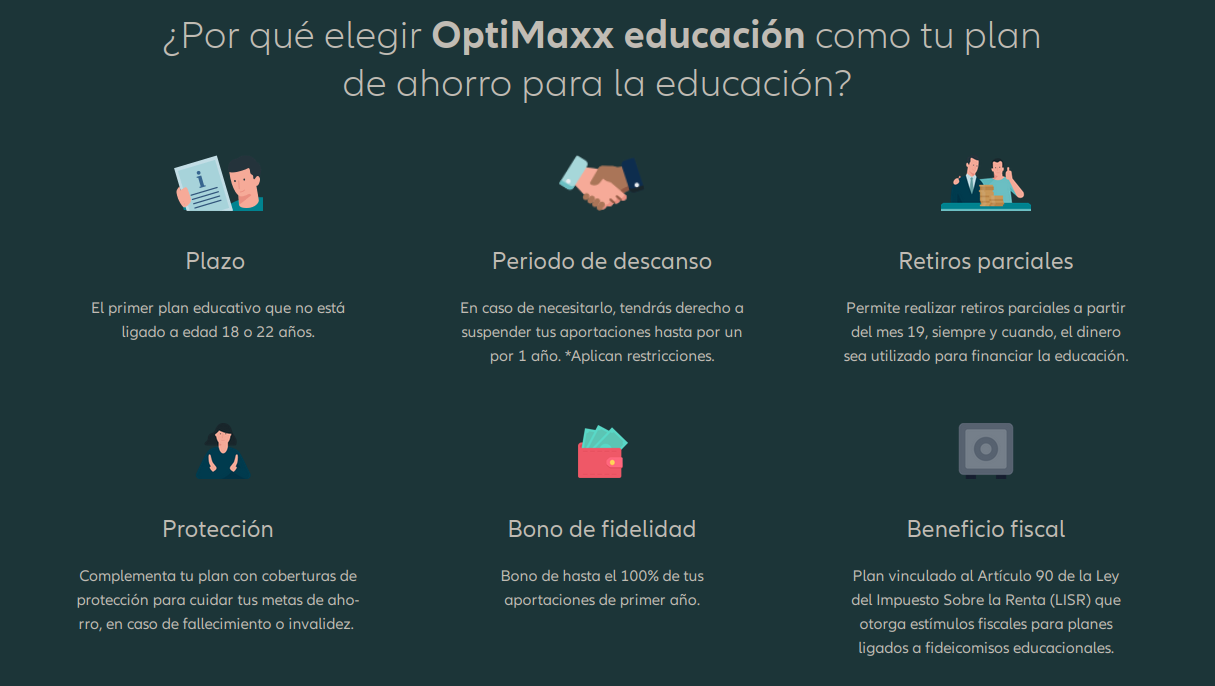 ¿Por qué elegir OptiMaxx educación como tu plan
de ahorro para la educación?
i
Plazo
El primer plan educativo que no está
ligado a edad 18 o 22 años.
Periodo de descanso
En caso de necesitarlo, tendrás derecho a
suspender tus aportaciones hasta por un
por 1 año. *Aplican restricciones.
Retiros parciales
Permite realizar retiros parciales a partir
del mes 19, siempre y cuando, el dinero
sea utilizado para financiar la educación.
Protección
Complementa tu plan con coberturas de
protección para cuidar tus metas de aho-
rro, en caso de fallecimiento o invalidez.
Bono de fidelidad
Bono de hasta el 100% de tus
aportaciones de primer año.
Beneficio fiscal
Plan vinculado al Artículo 90 de la Ley
del Impuesto Sobre la Renta (LISR) que
otorga estímulos fiscales para planes
ligados a fideicomisos educacionales.